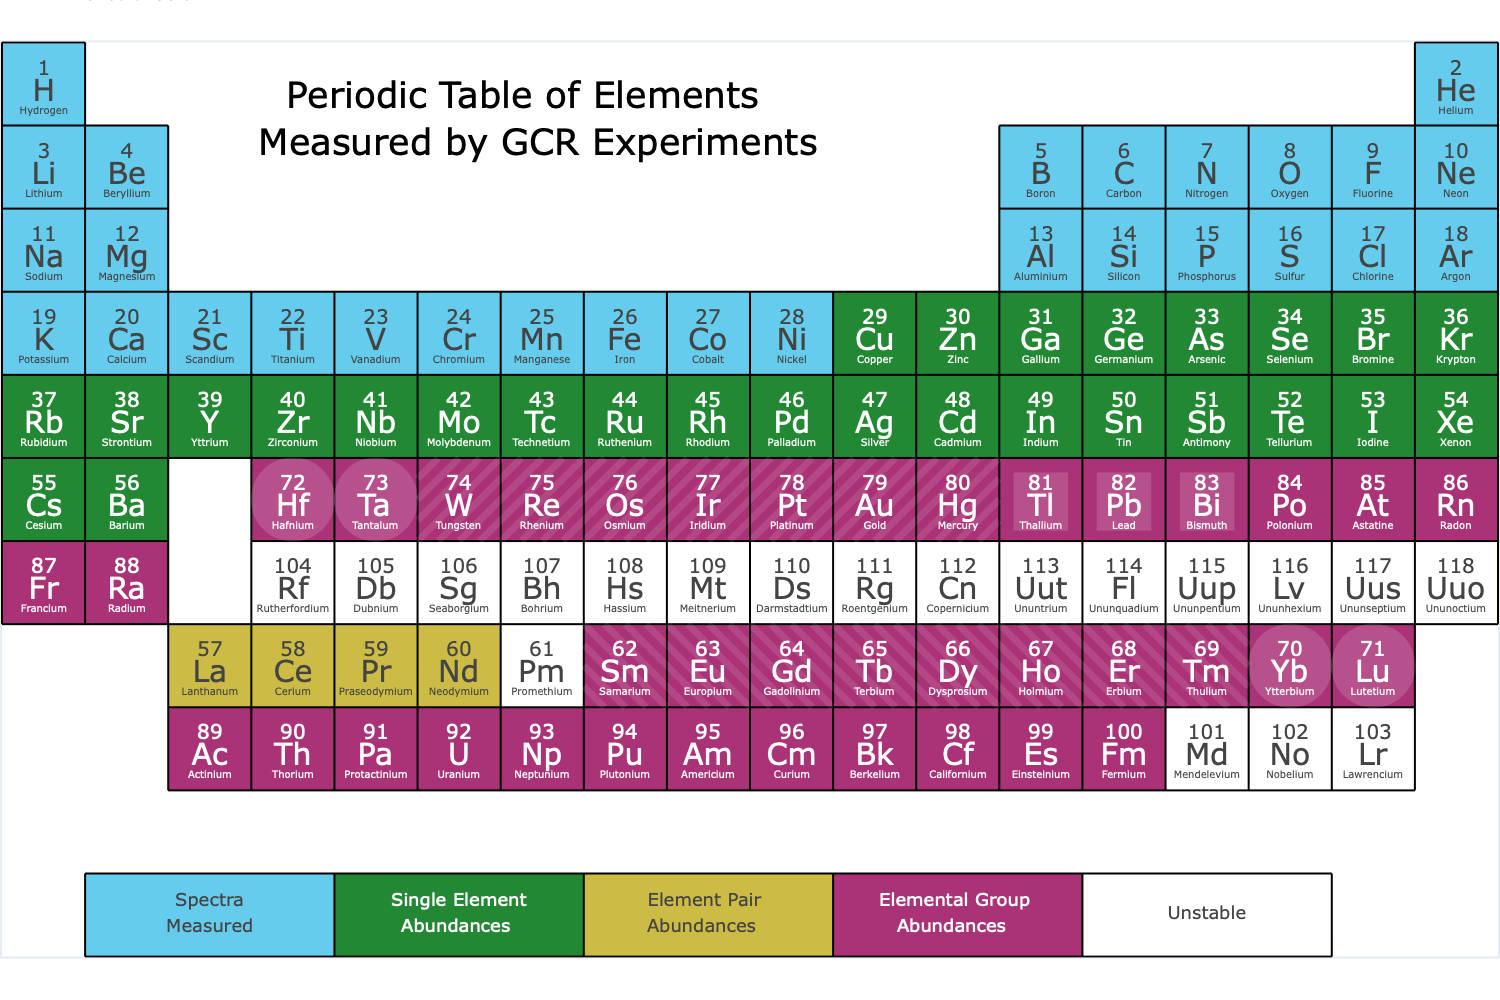 1
2
H
He
Hydrogen
Helium
Periodic Table of Elements
Measured by GCR Experiments
3 4 5 6 7 8 9 10
Li Be B C N O F Ne
Lithium Beryllium Boron Carbon Nitrogen Oxygen Fluorine Neon
11 12 13 14 15 16 17 18
Na Mg Al Si P S Cl Ar
Sodium Magnesium Aluminium Silicon Phosphorus Sulfur Chlorine Argon
19 20 21 22 23 24 25 26 27 28 29 30 31 32 33 34 35 36
K Ca Sc Ti V Cr Mn Fe Co Ni Cu Zn Ga Ge As Se Br Kr
Potassium Calcium Scandium Titanium Vanadium Chromium Manganese Iron Cobalt Nickel Copper Zinc Gallium Germanium Arsenic Selenium Bromine Krypton
37 38 39 40 41 42 43 44 45 46 47 48 49 50 51 52 53 54
Rb Sr Y Zr Nb Mo Tc Ru Rh Pd Ag Cd In Sn Sb Te I Xe
Rubidium Strontium Yttrium Zirconium Niobium Molybdenum Technetium Ruthenium Rhodium Palladium Silver Cadmium Indium Tin Antimony Tellurium Iodine Xenon
55 56 72 73 74 75 76 77 78 79 80 81 82 83 84 85 86
Cs Ba Hf Ta W Re Os Ir Pt Au Hg Tl Pb Bi Po At Rn
Cesium Barium Hafnium Tantalum Tungsten Rhenium Osmium Iridium Platinum Gold Mercury Thallium Lead Bismuth Polonium Astatine Radon
87 88 104 105 106 107 108 109 110 111 112 113 114 115 116 117 118
Fr Ra Rf Db Sg Bh Hs Mt Ds Rg Cn Uut Fl Uup Lv Uus Uuo
Francium Radium Rutherfordium Dubnium Seaborgium Bohrium Hassium Meitnerium Darmstadtium Roentgenium Copernicium Ununtrium Ununquadium Ununpentium Ununhexium Ununseptium Ununoctium
57 58 59 60 61 62 63 64 65 66 67 68 69 70 71
La Ce Pr Nd Pm Sm Eu Gd Tb Dy Ho Er Tm Yb Lu
Lanthanum Cerium Praseodymium Neodymium Promethium Samarium Europium Gadolinium Terbium Dysprosium Holmium Erbium Thulium Ytterbium Lutetium
89 90 91 92 93 94 95 96 97 98 99 100 101 102 103
Ac Th Pa U Np Pu Am Cm Bk Cf Es Fm Md No Lr
Actinium Thorium Protactinium Uranium Neptunium Plutonium Americium Curium Berkelium Californium Einsteinium Fermium Mendelevium Nobelium Lawrencium
Spectra
Measured
Single Element
Abundances
Element Pair
Abundances
Elemental Group
Abundances
Unstable